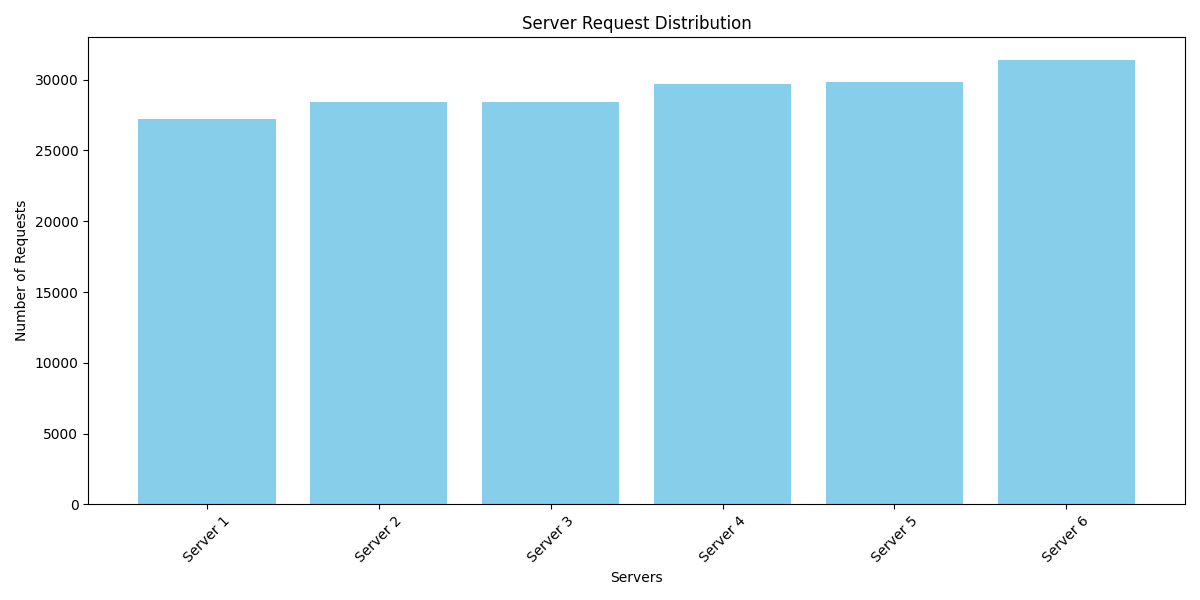 Server Request Distribution
Number of Requests
30000
25000
20000
15000
10000
5000
0
Server 1
Server 2
Server 3
Server 4
Server 5
Server 6
Servers